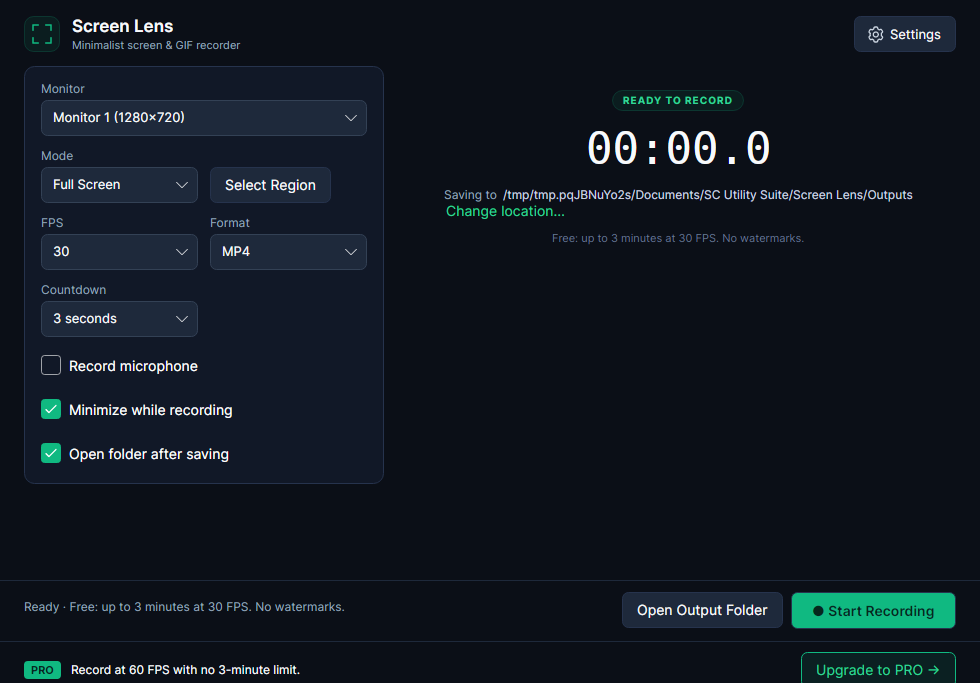 Screen Lens
Minimalist screen & GIF recorder
Settings
Monitor
Monitor 1 (1280×720)
Mode
Full Screen
Select Region
FPS
Format
30
MP4
Countdown
3 seconds
Record microphone
Minimize while recording
Open folder after saving
READY TO RECORD
00:00.0
Saving to /tmp/tmp.pqJBNuYo2s/Documents/SC Utility Suite/Screen Lens/Outputs
Change location...
Free: up to 3 minutes at 30 FPS. No watermarks.
Ready · Free: up to 3 minutes at 30 FPS. No watermarks.
Open Output Folder
● Start Recording
PRO
Record at 60 FPS with no 3-minute limit.
Upgrade to PRO →